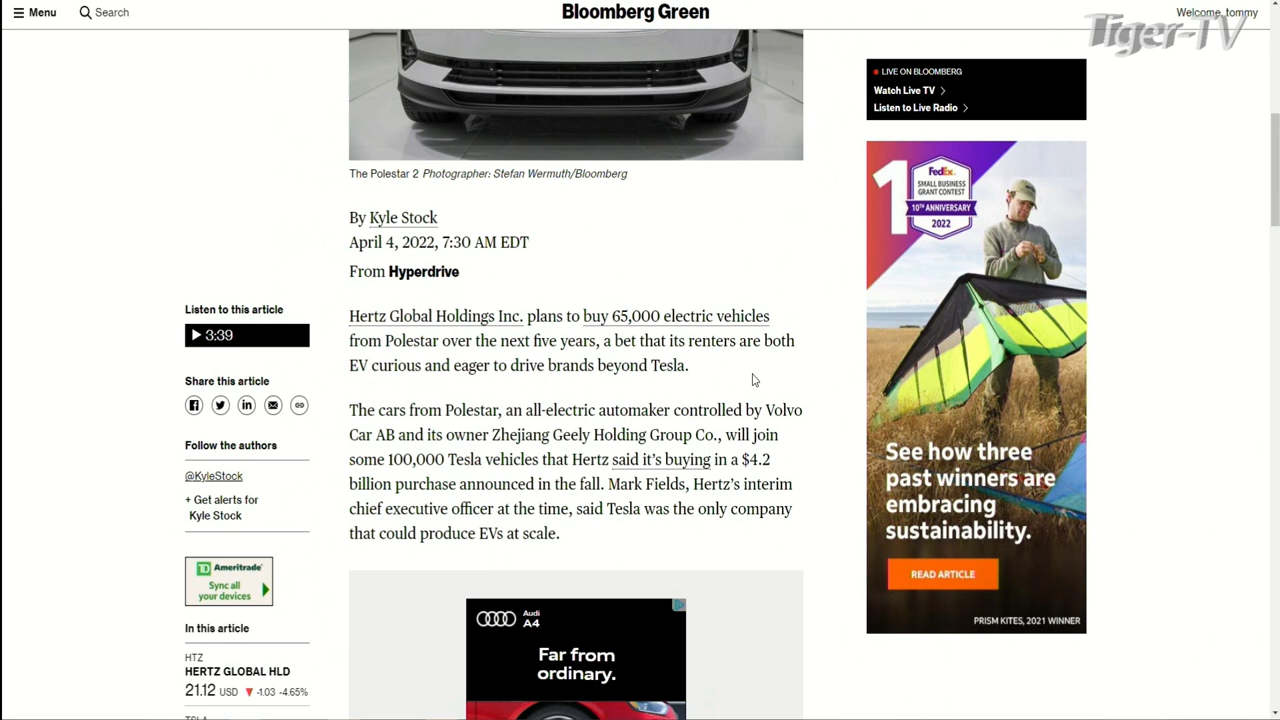 Menu
Search
Bloomberg Green
Welcome, tommy
Tiger-TV
LIVE ON BLOOMBERG
Watch Live TV
Listen to Live Radio
The Polestar 2 Photographer: Stefan Wermuth/Bloomberg
By Kyle Stock
April 4, 2022, 7:30 AM EDT
From Hyperdrive
Listen to this article
3:39
Share this article
Follow the authors
@KyleStock
+ Get alerts for
Kyle Stock
Hertz Global Holdings Inc. plans to buy 65,000 electric vehicles
from Polestar over the next five years, a bet that its renters are both
EV curious and eager to drive brands beyond Tesla.
The cars from Polestar, an all-electric automaker controlled by Volvo
Car AB and its owner Zhejiang Geely Holding Group Co., will join
some 100,000 Tesla vehicles that Hertz said it's buying in a $4.2
billion purchase announced in the fall. Mark Fields, Hertz's interim
chief executive officer at the time, said Tesla was the only company
that could produce EVs at scale.
TD Ameritrade
Sync all
your devices
In this article
HTZ
HERTZ GLOBAL HLD
21.12 USD ▼ -1.03 -4.65%
Audi
A4
Far from
ordinary.
10
FedEx
SMALL BUSINESS
GRANT CONTEST
10TH ANNIVERSARY
2022
See how three
past winners are
embracing
sustainability.
READ ARTICLE
PRISM KITES, 2021 WINNER